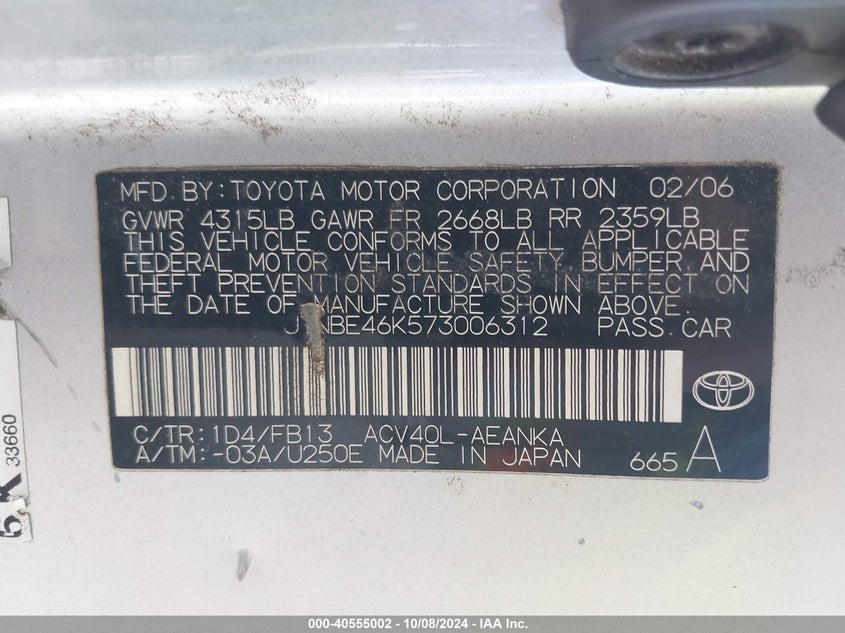 MFD. BY: TOYOTA MOTOR CORPORATION 02/06
GVWR 4315LB GAWR FR 2668LB RR 2359LB
THIS VEHICLE CONFORMS TO ALL APPLICABLE
FEDERAL MOTOR VEHICLE SAFETY, BUMPER, AND
THEFT PREVENTION STANDARDS IN EFFECT ON
THE DATE OF MANUFACTURE SHOWN ABOVE.
JTNBE46K573006312 PASS. CAR
C/TR: 1D4/FB13 ACV40L-AEANKA
A/TM: -03A/U250E MADE IN JAPAN 665 A
33660
000-40555002 - 10/08/2024 - IAA Inc.